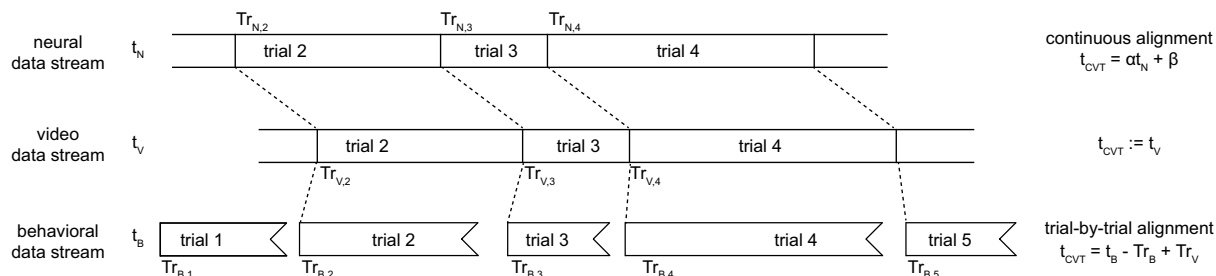 Tr_N,2 Tr_N,3 Tr_N,4
neural
data stream
t_N
trial 2 trial 3 trial 4
continuous alignment
t_CVT = αt_N + β
video
data stream
t_V
trial 2 trial 3 trial 4
t_CVT := t_V
Tr_V,2 Tr_V,3 Tr_V,4
behavioral
data stream
t_B
trial 1 trial 2 trial 3 trial 4 trial 5
trial-by-trial alignment
t_CVT = t_B - Tr_B + Tr_V
Tr_B,1 Tr_B,2 Tr_B,3 Tr_B,4 Tr_B,5